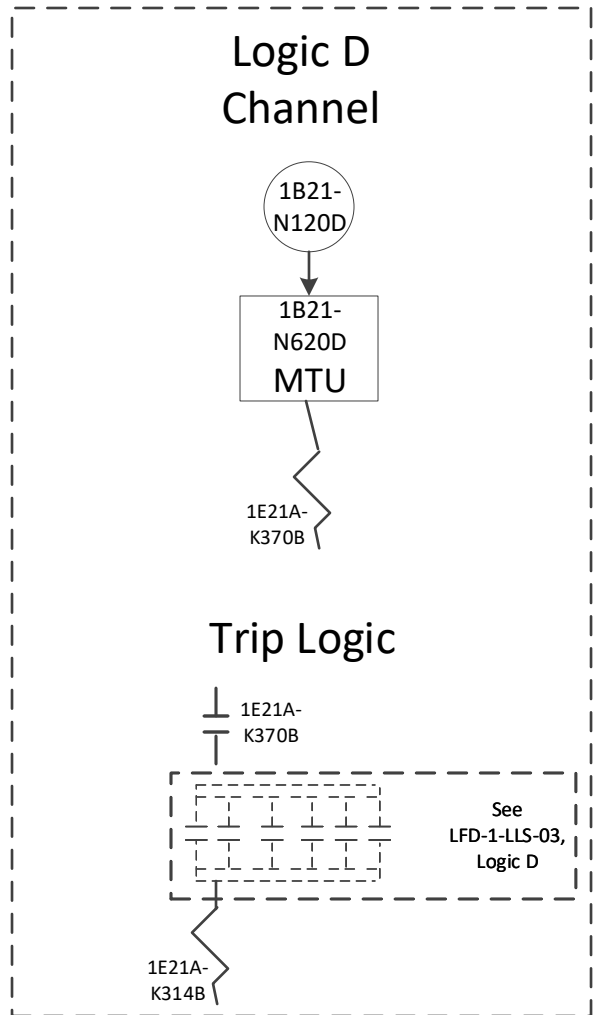 Logic D
Channel
1B21-
N120D
1B21-
N620D
MTU
1E21A-
K370B
Trip Logic
1E21A-
K370B
See
LFD-1-LLS-03,
Logic D
1E21A-
K314B